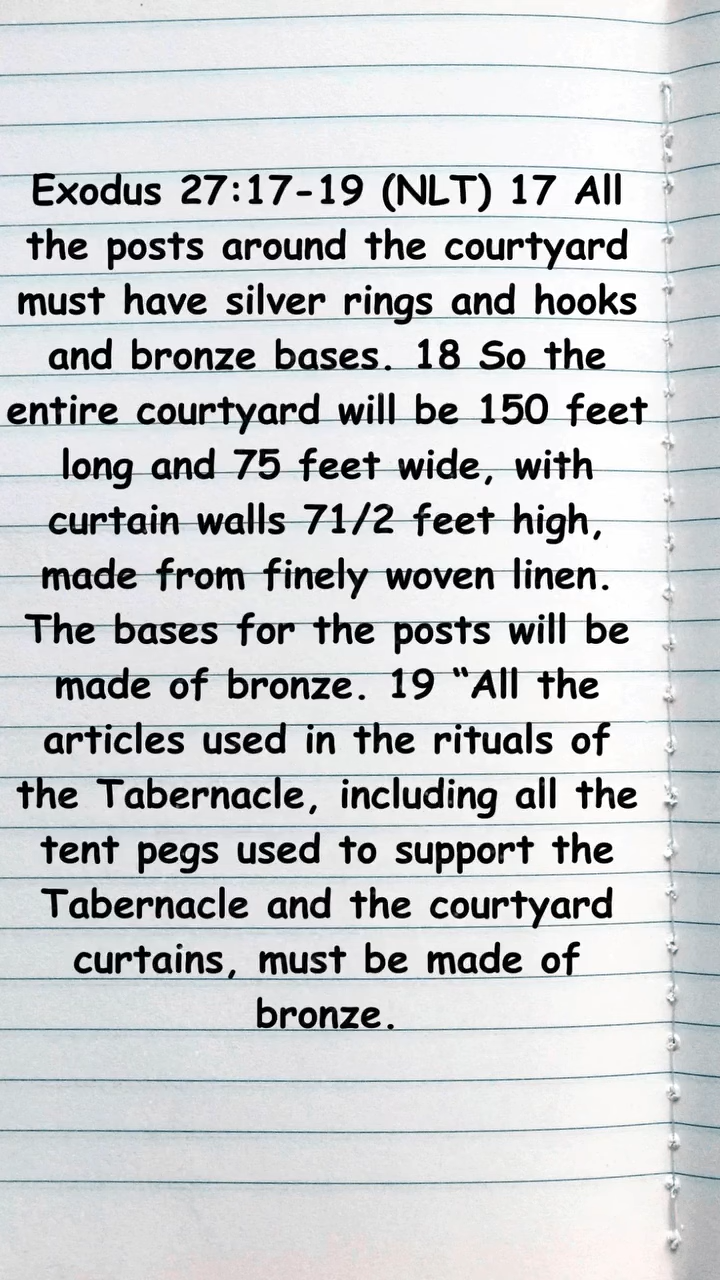 Exodus 27:17-19 (NLT) 17 All
the posts around the courtyard
must have silver rings and hooks
and bronze bases. 18 So the
entire courtyard will be 150 feet
long and 75 feet wide, with
curtain walls 71/2 feet high,
made from finely woven linen.
The bases for the posts will be
made of bronze. 19 “All the
articles used in the rituals of
the Tabernacle, including all the
tent pegs used to support the
Tabernacle and the courtyard
curtains, must be made of
bronze.